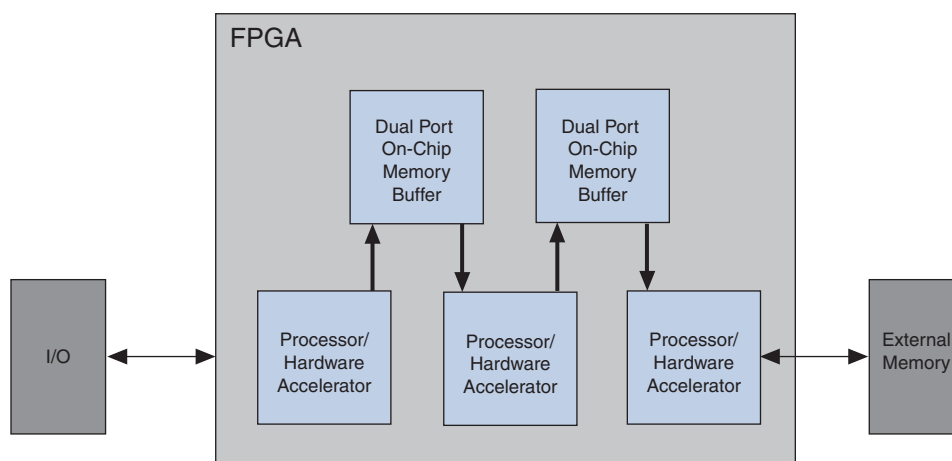 FPGA
Dual Port
On-Chip
Memory
Buffer
Dual Port
On-Chip
Memory
Buffer
I/O
Processor/
Hardware
Accelerator
Processor/
Hardware
Accelerator
Processor/
Hardware
Accelerator
External
Memory